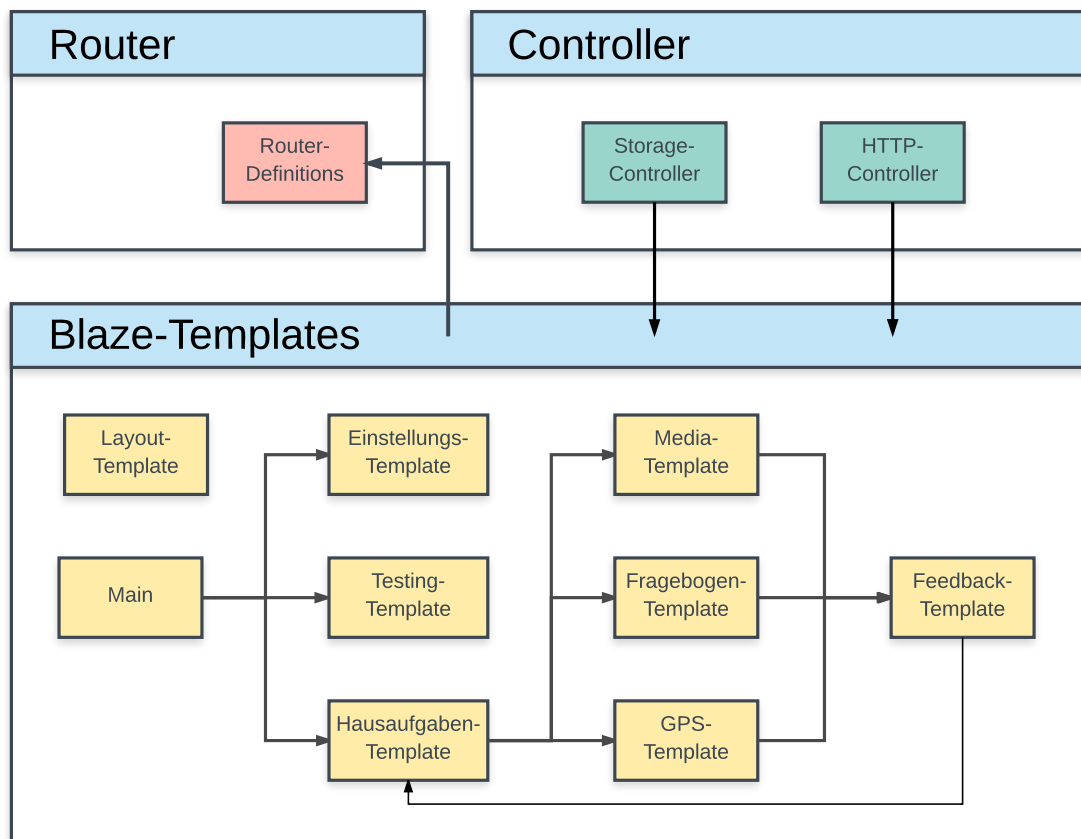 Router
Controller
Router-
Definitions
Storage-
Controller
HTTP-
Controller
Blaze-Templates
Layout-
Template
Einstellungs-
Template
Media-
Template
Main
Testing-
Template
Fragebogen-
Template
Feedback-
Template
Hausaufgaben-
Template
GPS-
Template